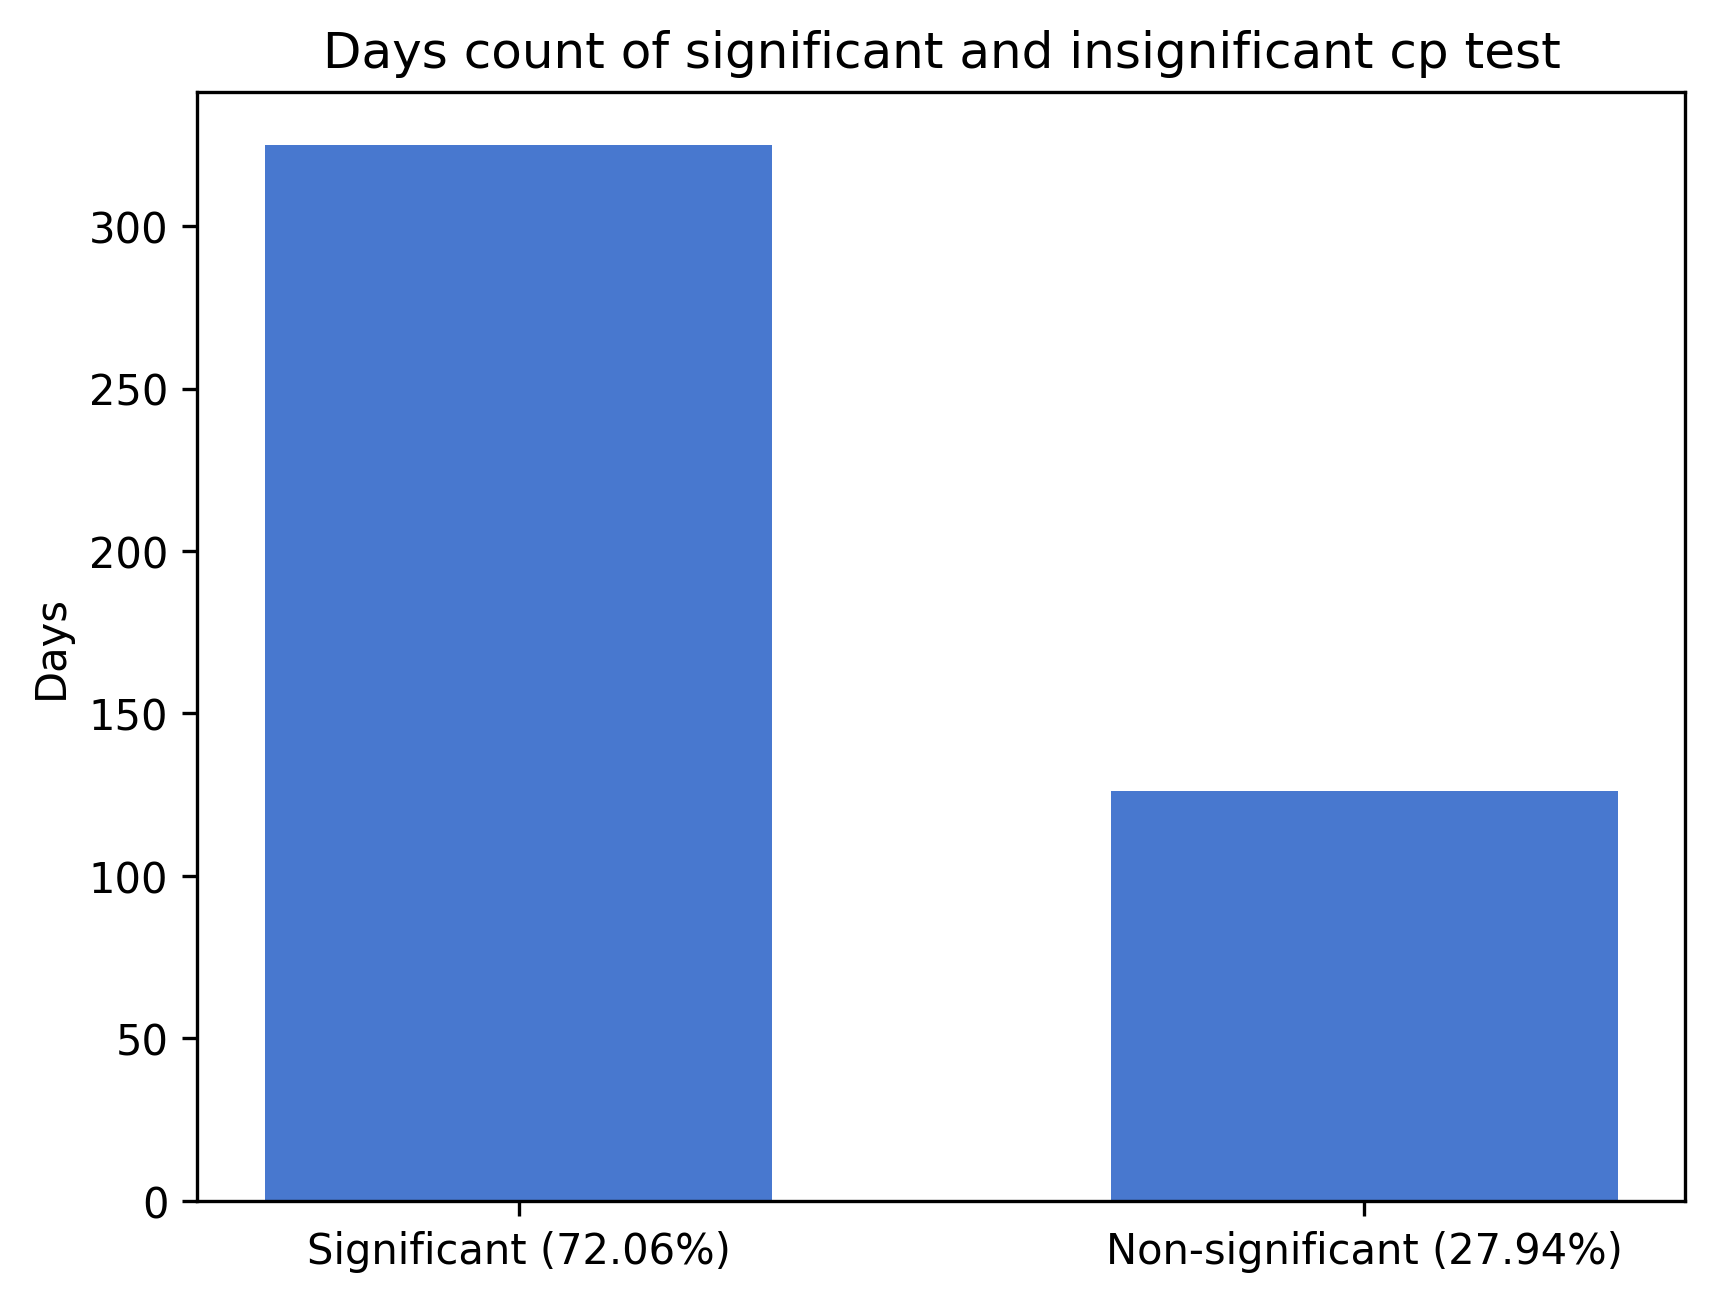 Days count of significant and insignificant cp test
300
250
200
150
100
50
0
Days
Significant (72.06%)
Non-significant (27.94%)